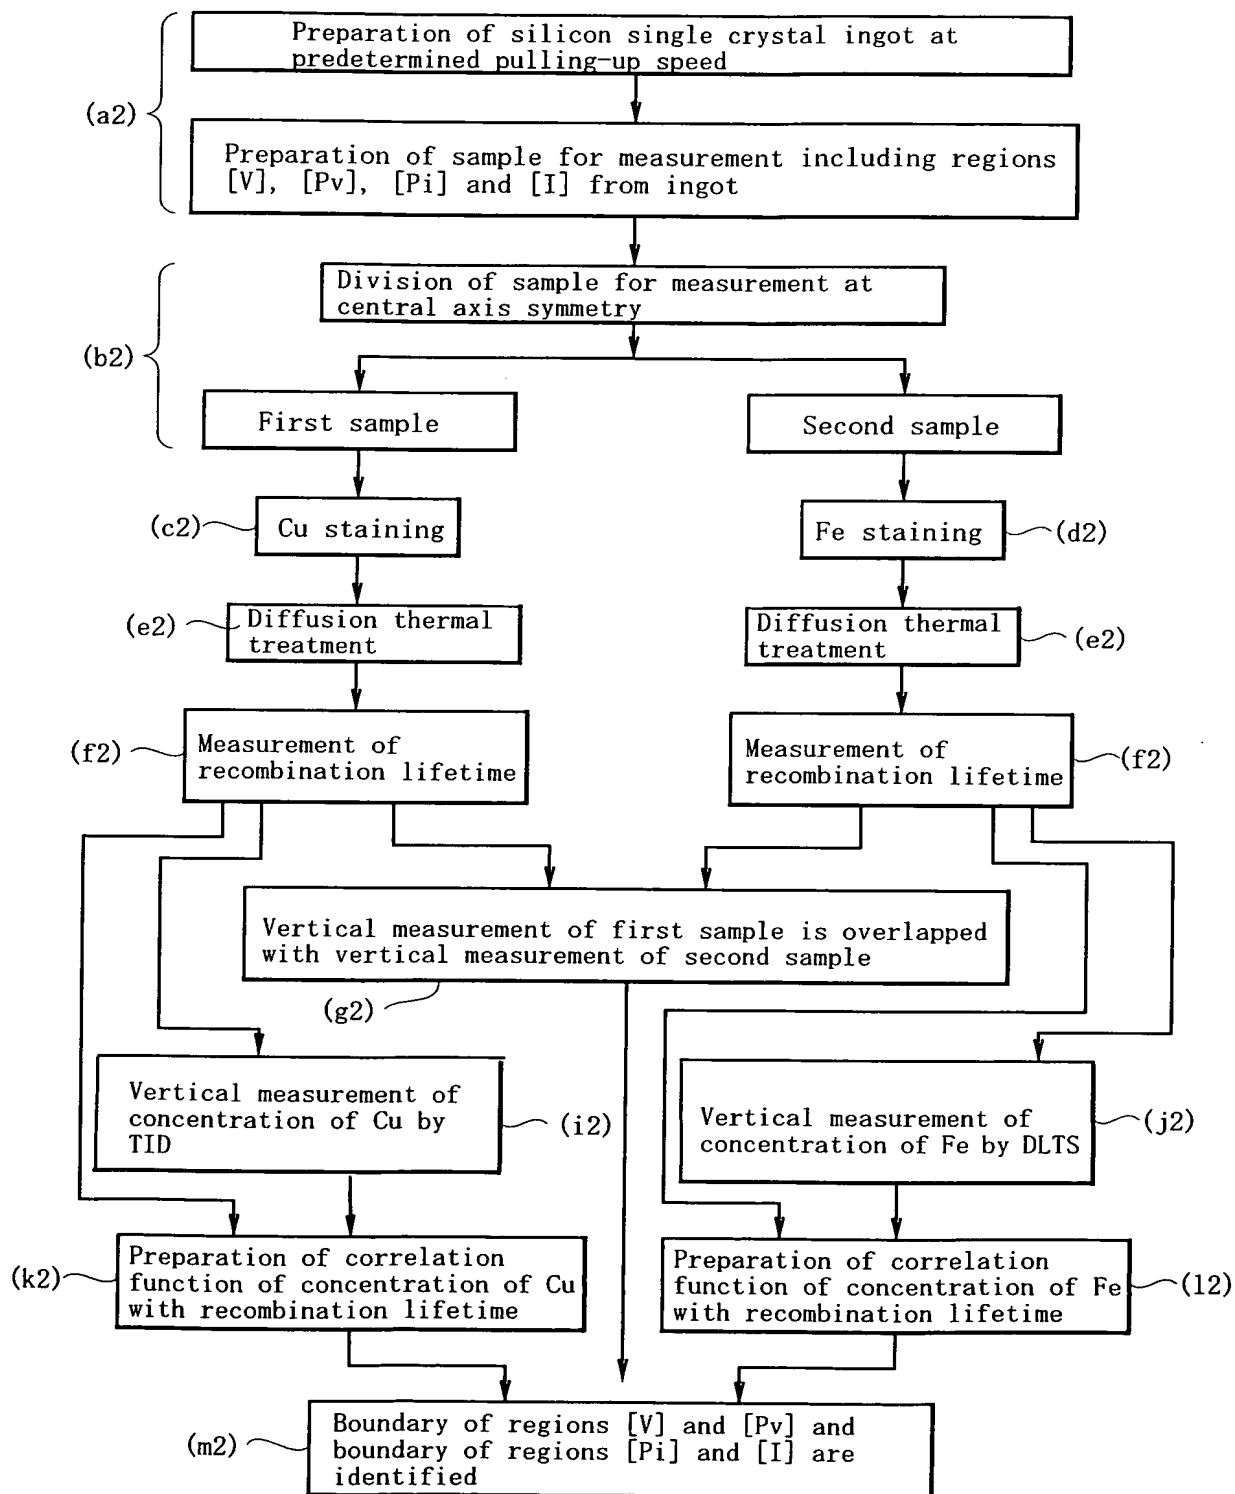 Preparation of silicon single crystal ingot at
predetermined pulling-up speed
(a2)
Preparation of sample for measurement including regions
[V], [Pv], [Pi] and [I] from ingot
Division of sample for measurement at
central axis symmetry
(b2)
First sample
Second sample
(c2)
Cu staining
Fe staining
(d2)
(e2)
Diffusion thermal
treatment
Diffusion thermal
treatment
(e2)
(f2)
Measurement of
recombination lifetime
Measurement of
recombination lifetime
(f2)
Vertical measurement of first sample is overlapped
with vertical measurement of second sample
(g2)
Vertical measurement of
concentration of Cu by
TID
(i2)
Vertical measurement of
concentration of Fe by DLTS
(j2)
(k2)
Preparation of correlation
function of concentration of Cu
with recombination lifetime
Preparation of correlation
function of concentration of Fe
with recombination lifetime
(l2)
(m2)
Boundary of regions [V] and [Pv] and
boundary of regions [Pi] and [I] are
identified